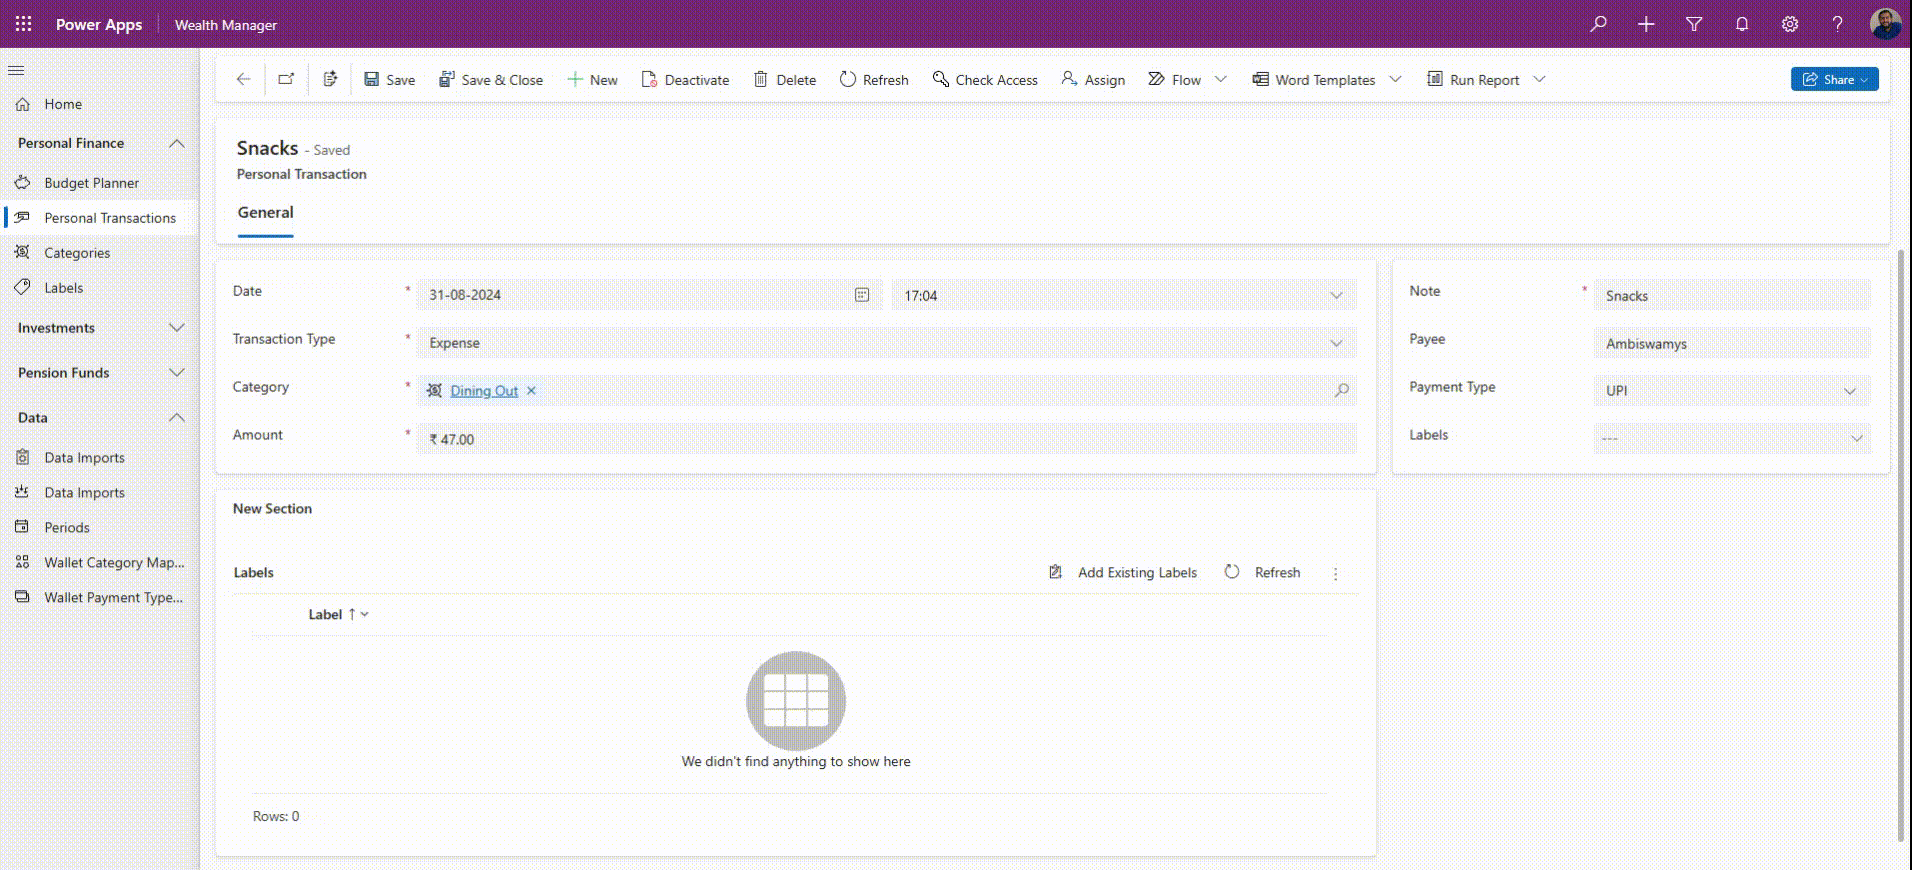 Power Apps Wealth Manager
Save Save & Close New Deactivate Delete Refresh Check Access Assign Flow Word Templates Run Report Share
Home
Personal Finance
Budget Planner
Personal Transactions
Categories
Labels
Investments
Pension Funds
Data
Data Imports
Data Imports
Periods
Wallet Category Map...
Wallet Payment Type...
Snacks - Saved
Personal Transaction
General
Date * 31-08-2024 17:04
Transaction Type * Expense
Category * Dining Out
Amount * ₹ 47.00
Note * Snacks
Payee Ambiswamys
Payment Type UPI
Labels ---
New Section
Labels Add Existing Labels Refresh
Label ↑
We didn't find anything to show here
Rows: 0